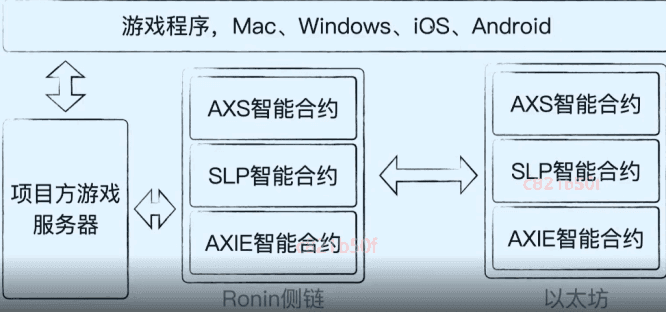 游戏程序，Mac、Windows、iOS、Android
项目方游戏
服务器
AXS智能合约
SLP智能合约
AXIE智能合约
Ronin侧链
AXS智能合约
SLP智能合约
c821b50f
AXIE智能合约
以太坊